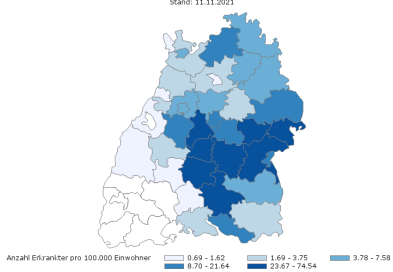 Stand: 11.11.2021
Anzahl Erkrankter pro 100.000 Einwohner
0.69 - 1.62
1.69 - 3.75
3.78 - 7.58
8.70 - 21.64
23.67 - 74.54